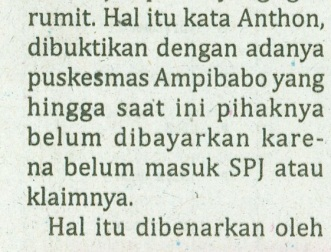 rumit. Hal itu kata Anthon,
dibuktikan dengan adanya
puskesmas Ampibabo yang
hingga saat ini pihaknya
belum dibayarkan kare-
na belum masuk SPJ atau
klaimnya.
Hal itu dibenarkan oleh